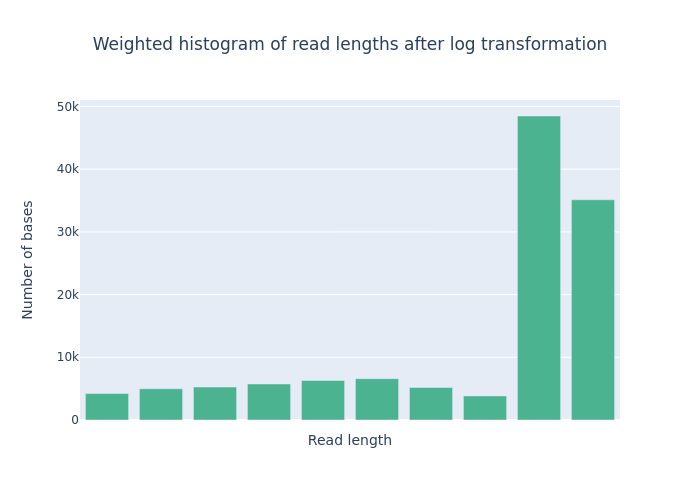 Weighted histogram of read lengths after log transformation
50k
40k
30k
20k
10k
0
Number of bases
Read length